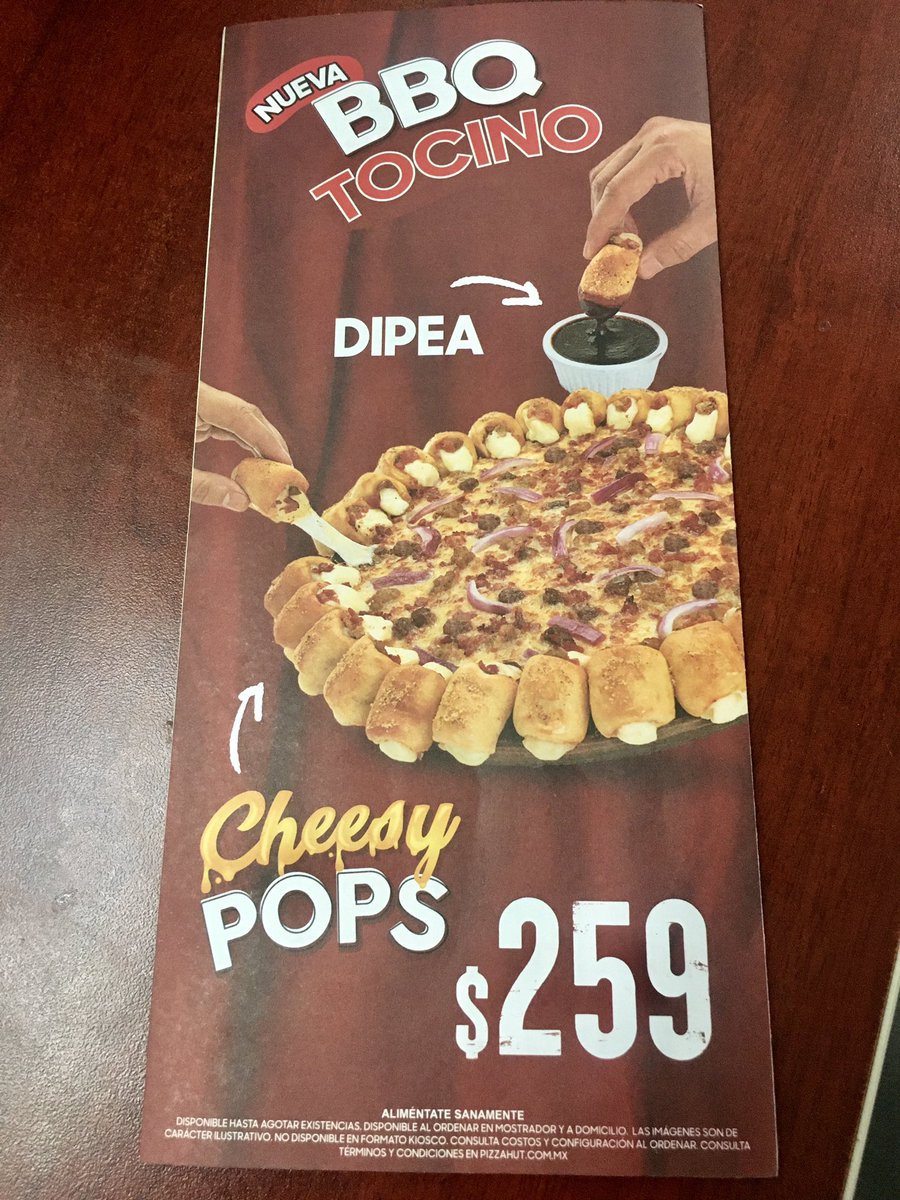 NUEVA
BBQ
TOCINO
DIPEA
Cheesy
POPS
$259
ALIMÉNTATE SANAMENTE
DISPONIBLE HASTA AGOTAR EXISTENCIAS. DISPONIBLE AL ORDENAR EN MOSTRADOR Y A DOMICILIO. LAS IMÁGENES SON DE
CARÁCTER ILUSTRATIVO. NO DISPONIBLE EN FORMATO KIOSCO. CONSULTA COSTOS Y CONFIGURACIÓN AL ORDENAR. CONSULTA
TÉRMINOS Y CONDICIONES EN PIZZAHUT.COM.MX